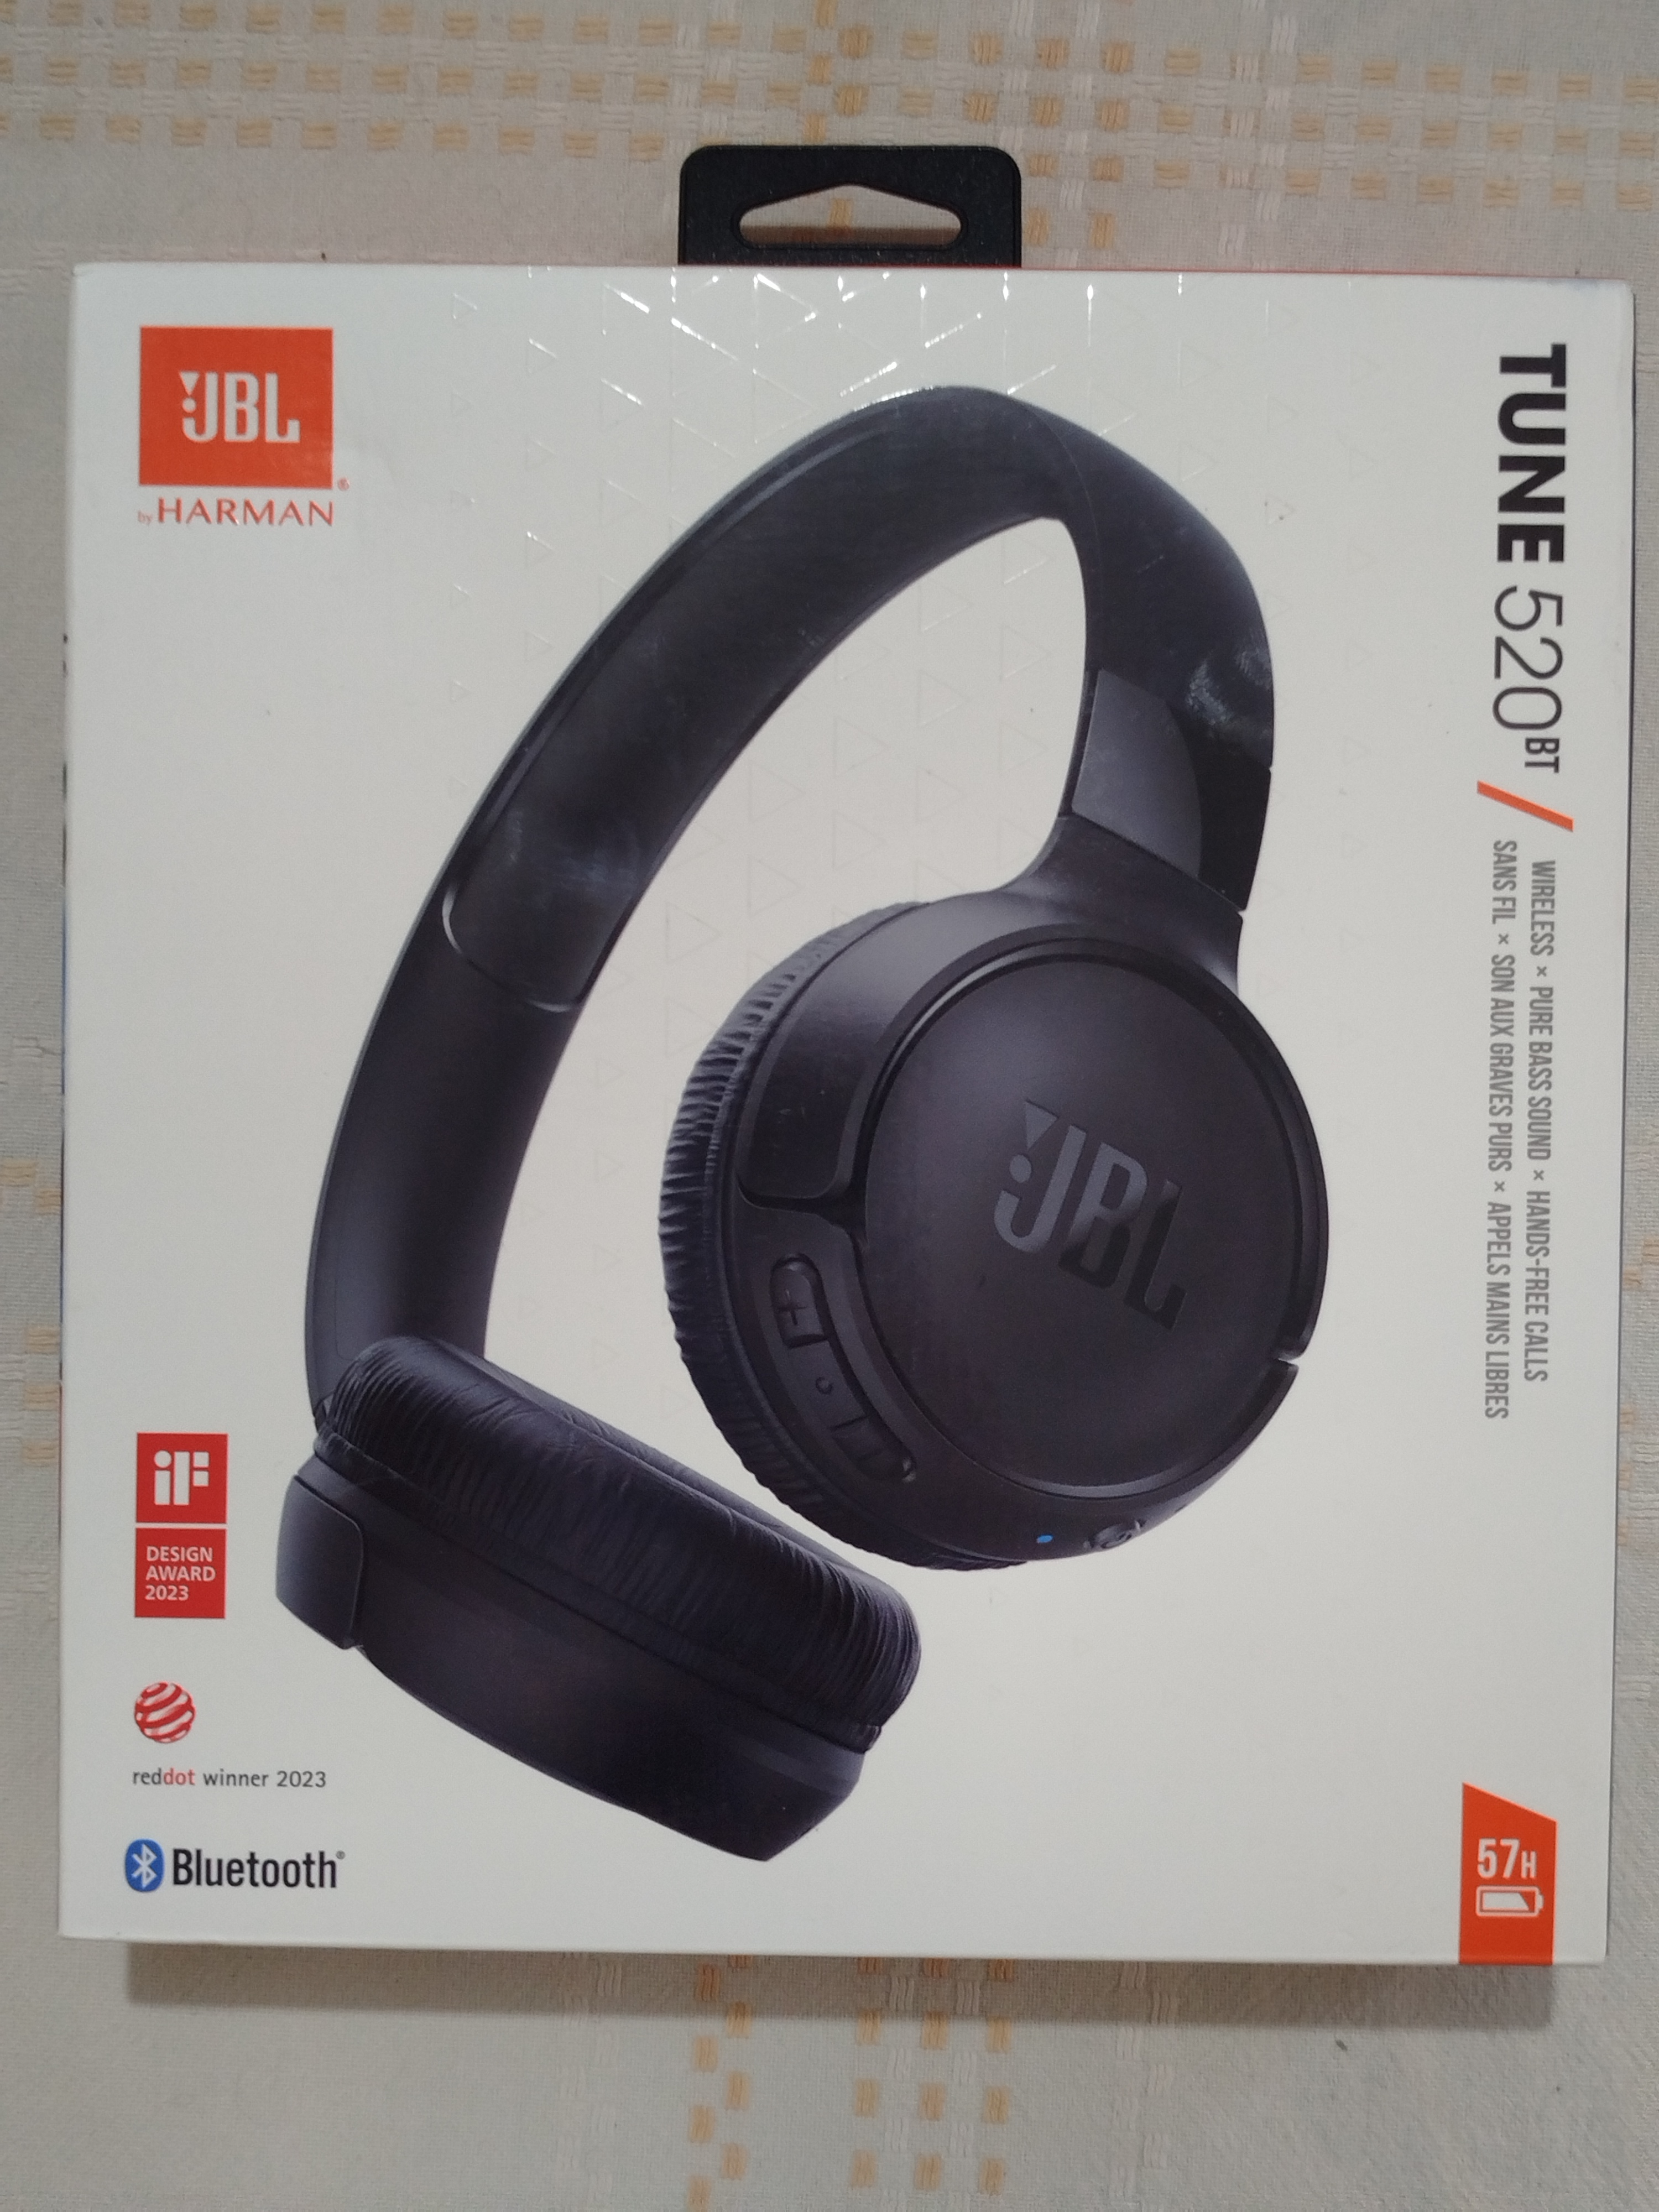 JBL
by HARMAN
TUNE 520BT
WIRELESS × PURE BASS SOUND × HANDS-FREE CALLS
SANS FIL × SON AUX GRAVES PURS × APPELS MAINS LIBRES
JBL
iF
DESIGN
AWARD
2023
reddot winner 2023
Bluetooth®
57H